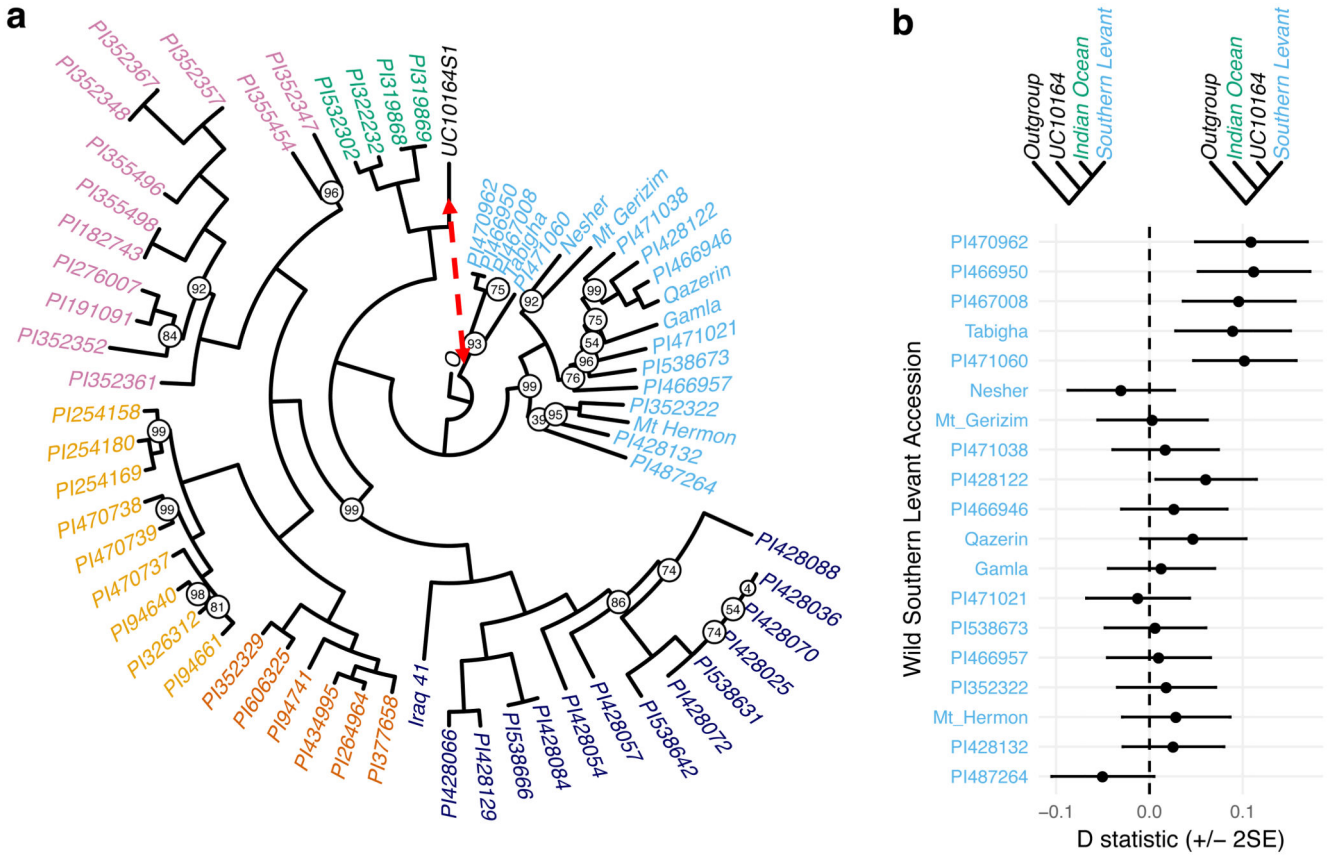 a
PI352367
PI352357
PI352348
PI352347
PI355454
PI355496
PI355498
PI182743
PI276007
PI191091
PI352352
PI352361
PI532302
PI322232
PI319868
PI319869
UC10164S1
PI470962
PI466950
PI467008
Tabigha
PI471060
Nesher
Mt Gerizim
PI471038
PI428122
PI466946
Qazerin
Gamla
PI471021
PI538673
PI466957
PI352322
Mt Hermon
PI428132
PI487264
PI254158
PI254180
PI254169
PI470738
PI470739
PI470737
PI94640
PI326312
PI94661
PI352329
PI606325
PI94741
PI434995
PI264964
PI377658
Iraq 41
PI428066
PI428129
PI538666
PI428084
PI428054
PI428057
PI538642
PI428072
PI538631
PI428025
PI428070
PI428036
PI428088
96
92
84
99
99
98
81
99
0
93
75
92
99
75
54
96
76
99
39
95
74
86
4
54
74
b
Outgroup
UC10164
Indian Ocean
Southern Levant
Outgroup
Indian Ocean
UC10164
Southern Levant
Wild Southern Levant Accession
PI470962
PI466950
PI467008
Tabigha
PI471060
Nesher
Mt_Gerizim
PI471038
PI428122
PI466946
Qazerin
Gamla
PI471021
PI538673
PI466957
PI352322
Mt_Hermon
PI428132
PI487264
−0.1
0.0
0.1
D statistic (+/− 2SE)